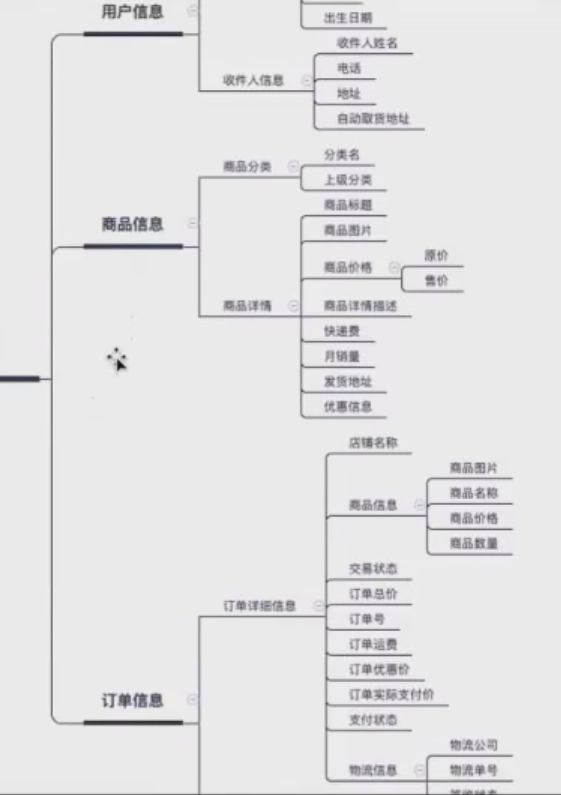 用户信息
出生日期
收件人信息
收件人姓名
电话
地址
自动取货地址
商品信息
商品分类
分类名
上级分类
商品详情
商品标题
商品图片
商品价格
原价
售价
商品详情描述
快递费
月销量
发货地址
优惠信息
订单信息
订单详细信息
店铺名称
商品信息
商品图片
商品名称
商品价格
商品数量
交易状态
订单总价
订单号
订单运费
订单优惠价
订单实际支付价
支付状态
物流信息
物流公司
物流单号